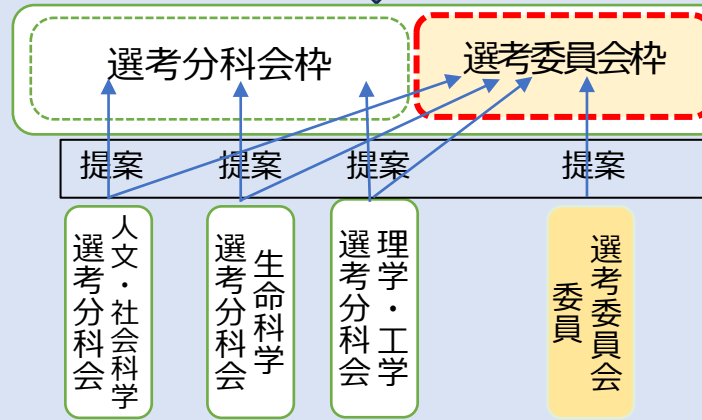 選考分科会枠
選考委員会枠
提案
提案
提案
提案
人文・社会科学
選考分科会
生命科学
選考分科会
理学・工学
選考分科会
選考委員会
委員